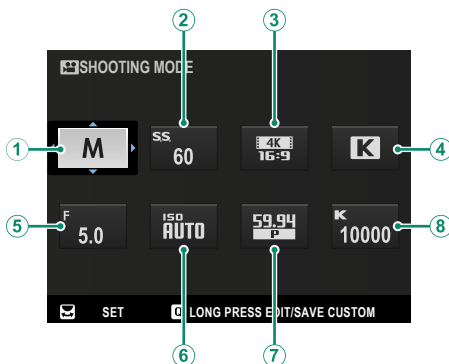 2 3
SHOOTING MODE
1 M S.S. 60 4K 16:9 K 4
5 F 5.0 ISO AUTO 59.94 P K 10000 8
SET Q LONG PRESS EDIT/SAVE CUSTOM
6 7